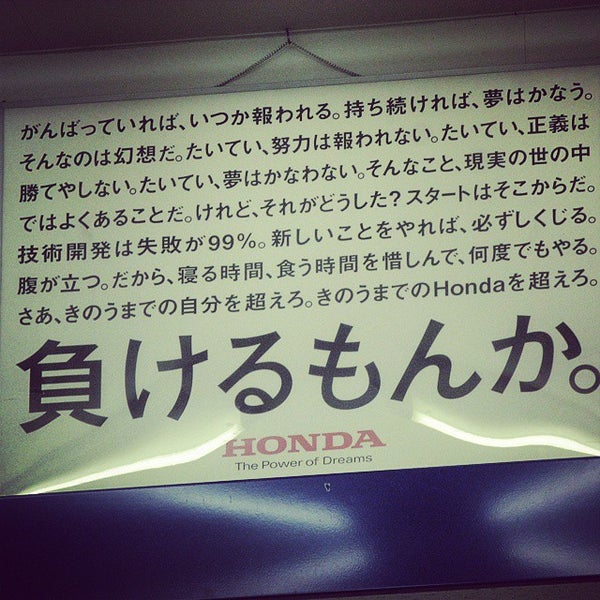 がんばっていれば、いつか報われる。持ち続ければ、夢はかなう。
そんなのは幻想だ。たいてい、努力は報われない。たいてい、正義は
勝てやしない。たいてい、夢はかなわない。そんなこと、現実の世の中
ではよくあることだ。けれど、それがどうした？スタートはそこからだ。
技術開発は失敗が99%。新しいことをやれば、必ずしくじる。
腹が立つ。だから、寝る時間、食う時間を惜しんで、何度でもやる。
さあ、きのうまでの自分を超えろ。きのうまでのHondaを超えろ。
負けるもんか。
HONDA
The Power of Dreams